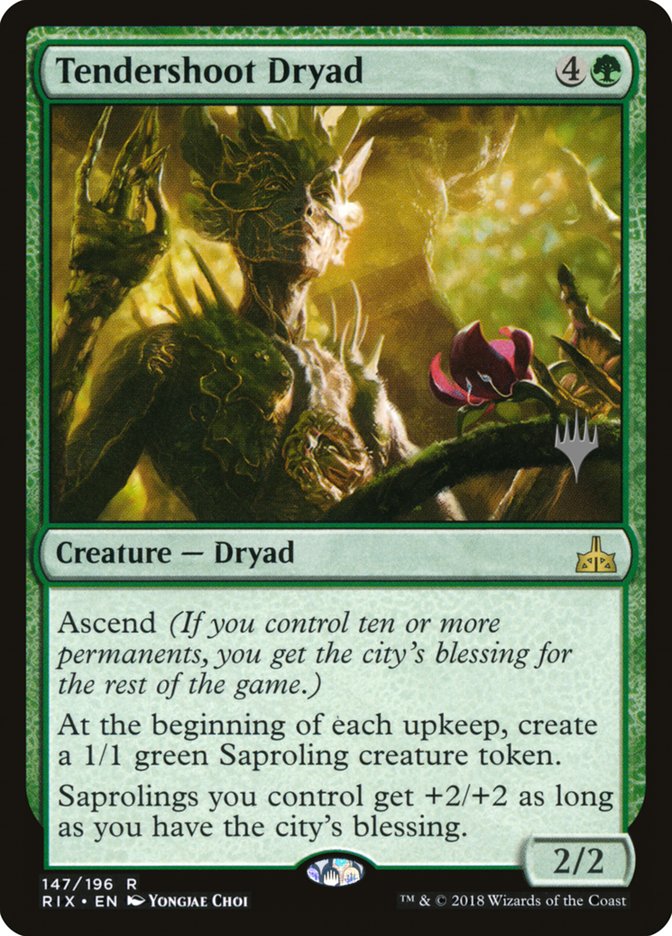 Tendershoot Dryad 4
Creature — Dryad
Ascend (If you control ten or more
permanents, you get the city's blessing for
the rest of the game.)
At the beginning of each upkeep, create
a 1/1 green Saproling creature token.
Saprolings you control get +2/+2 as long
as you have the city's blessing.
2/2
147/196 R
RIX • EN Yongjae Choi
™ & © 2018 Wizards of the Coast